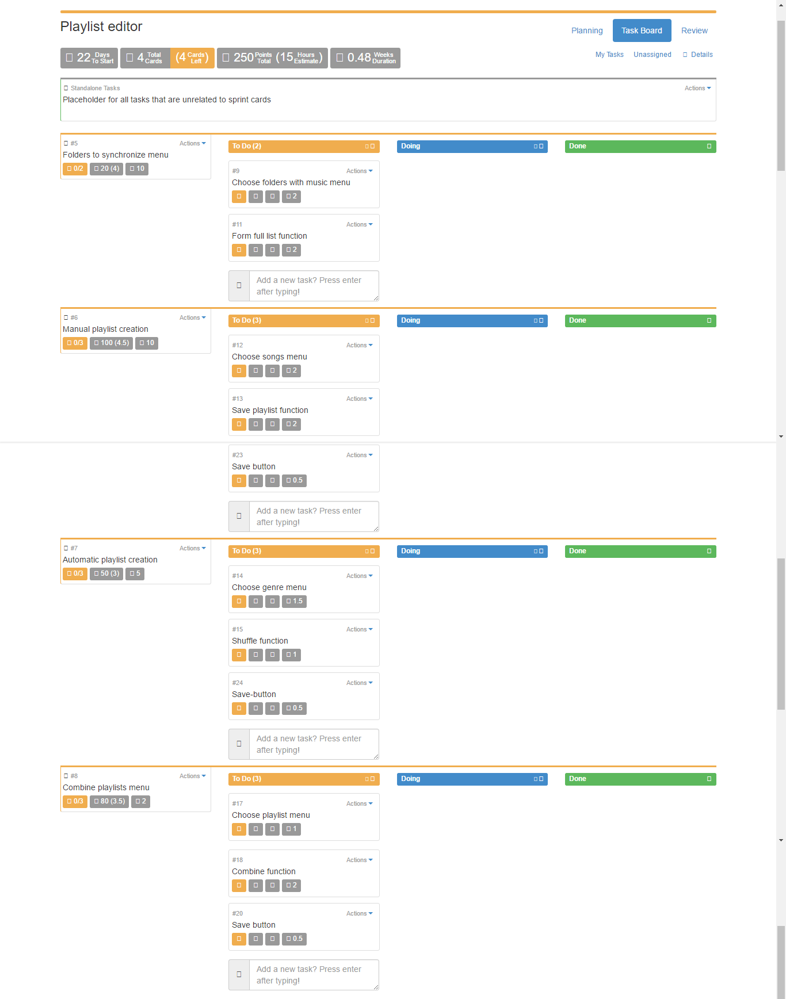 Playlist editor
Planning
Task Board
Review
22 Days To Start
4 Total Cards
(4 Cards Left)
250 Points Total (15 Hours Estimate)
0.48 Weeks Duration
My Tasks
Unassigned
Details
Standalone Tasks
Actions
Placeholder for all tasks that are unrelated to sprint cards
#5
Actions
Folders to synchronize menu
0/2
20 (4)
10
To Do (2)
Doing
Done
#9
Actions
Choose folders with music menu
2
#11
Actions
Form full list function
2
Add a new task? Press enter
after typing!
#6
Actions
Manual playlist creation
0/3
100 (4.5)
10
To Do (3)
Doing
Done
#12
Actions
Choose songs menu
2
#13
Actions
Save playlist function
2
#23
Actions
Save button
0.5
Add a new task? Press enter
after typing!
#7
Actions
Automatic playlist creation
0/3
50 (3)
5
To Do (3)
Doing
Done
#14
Actions
Choose genre menu
1.5
#15
Actions
Shuffle function
1
#24
Actions
Save-button
0.5
Add a new task? Press enter
after typing!
#8
Actions
Combine playlists menu
0/3
80 (3.5)
2
To Do (3)
Doing
Done
#17
Actions
Choose playlist menu
1
#18
Actions
Combine function
2
#20
Actions
Save button
0.5
Add a new task? Press enter
after typing!